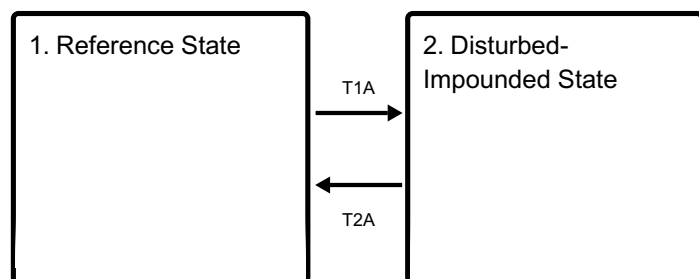 1. Reference State
2. Disturbed-
Impounded State
T1A
T2A